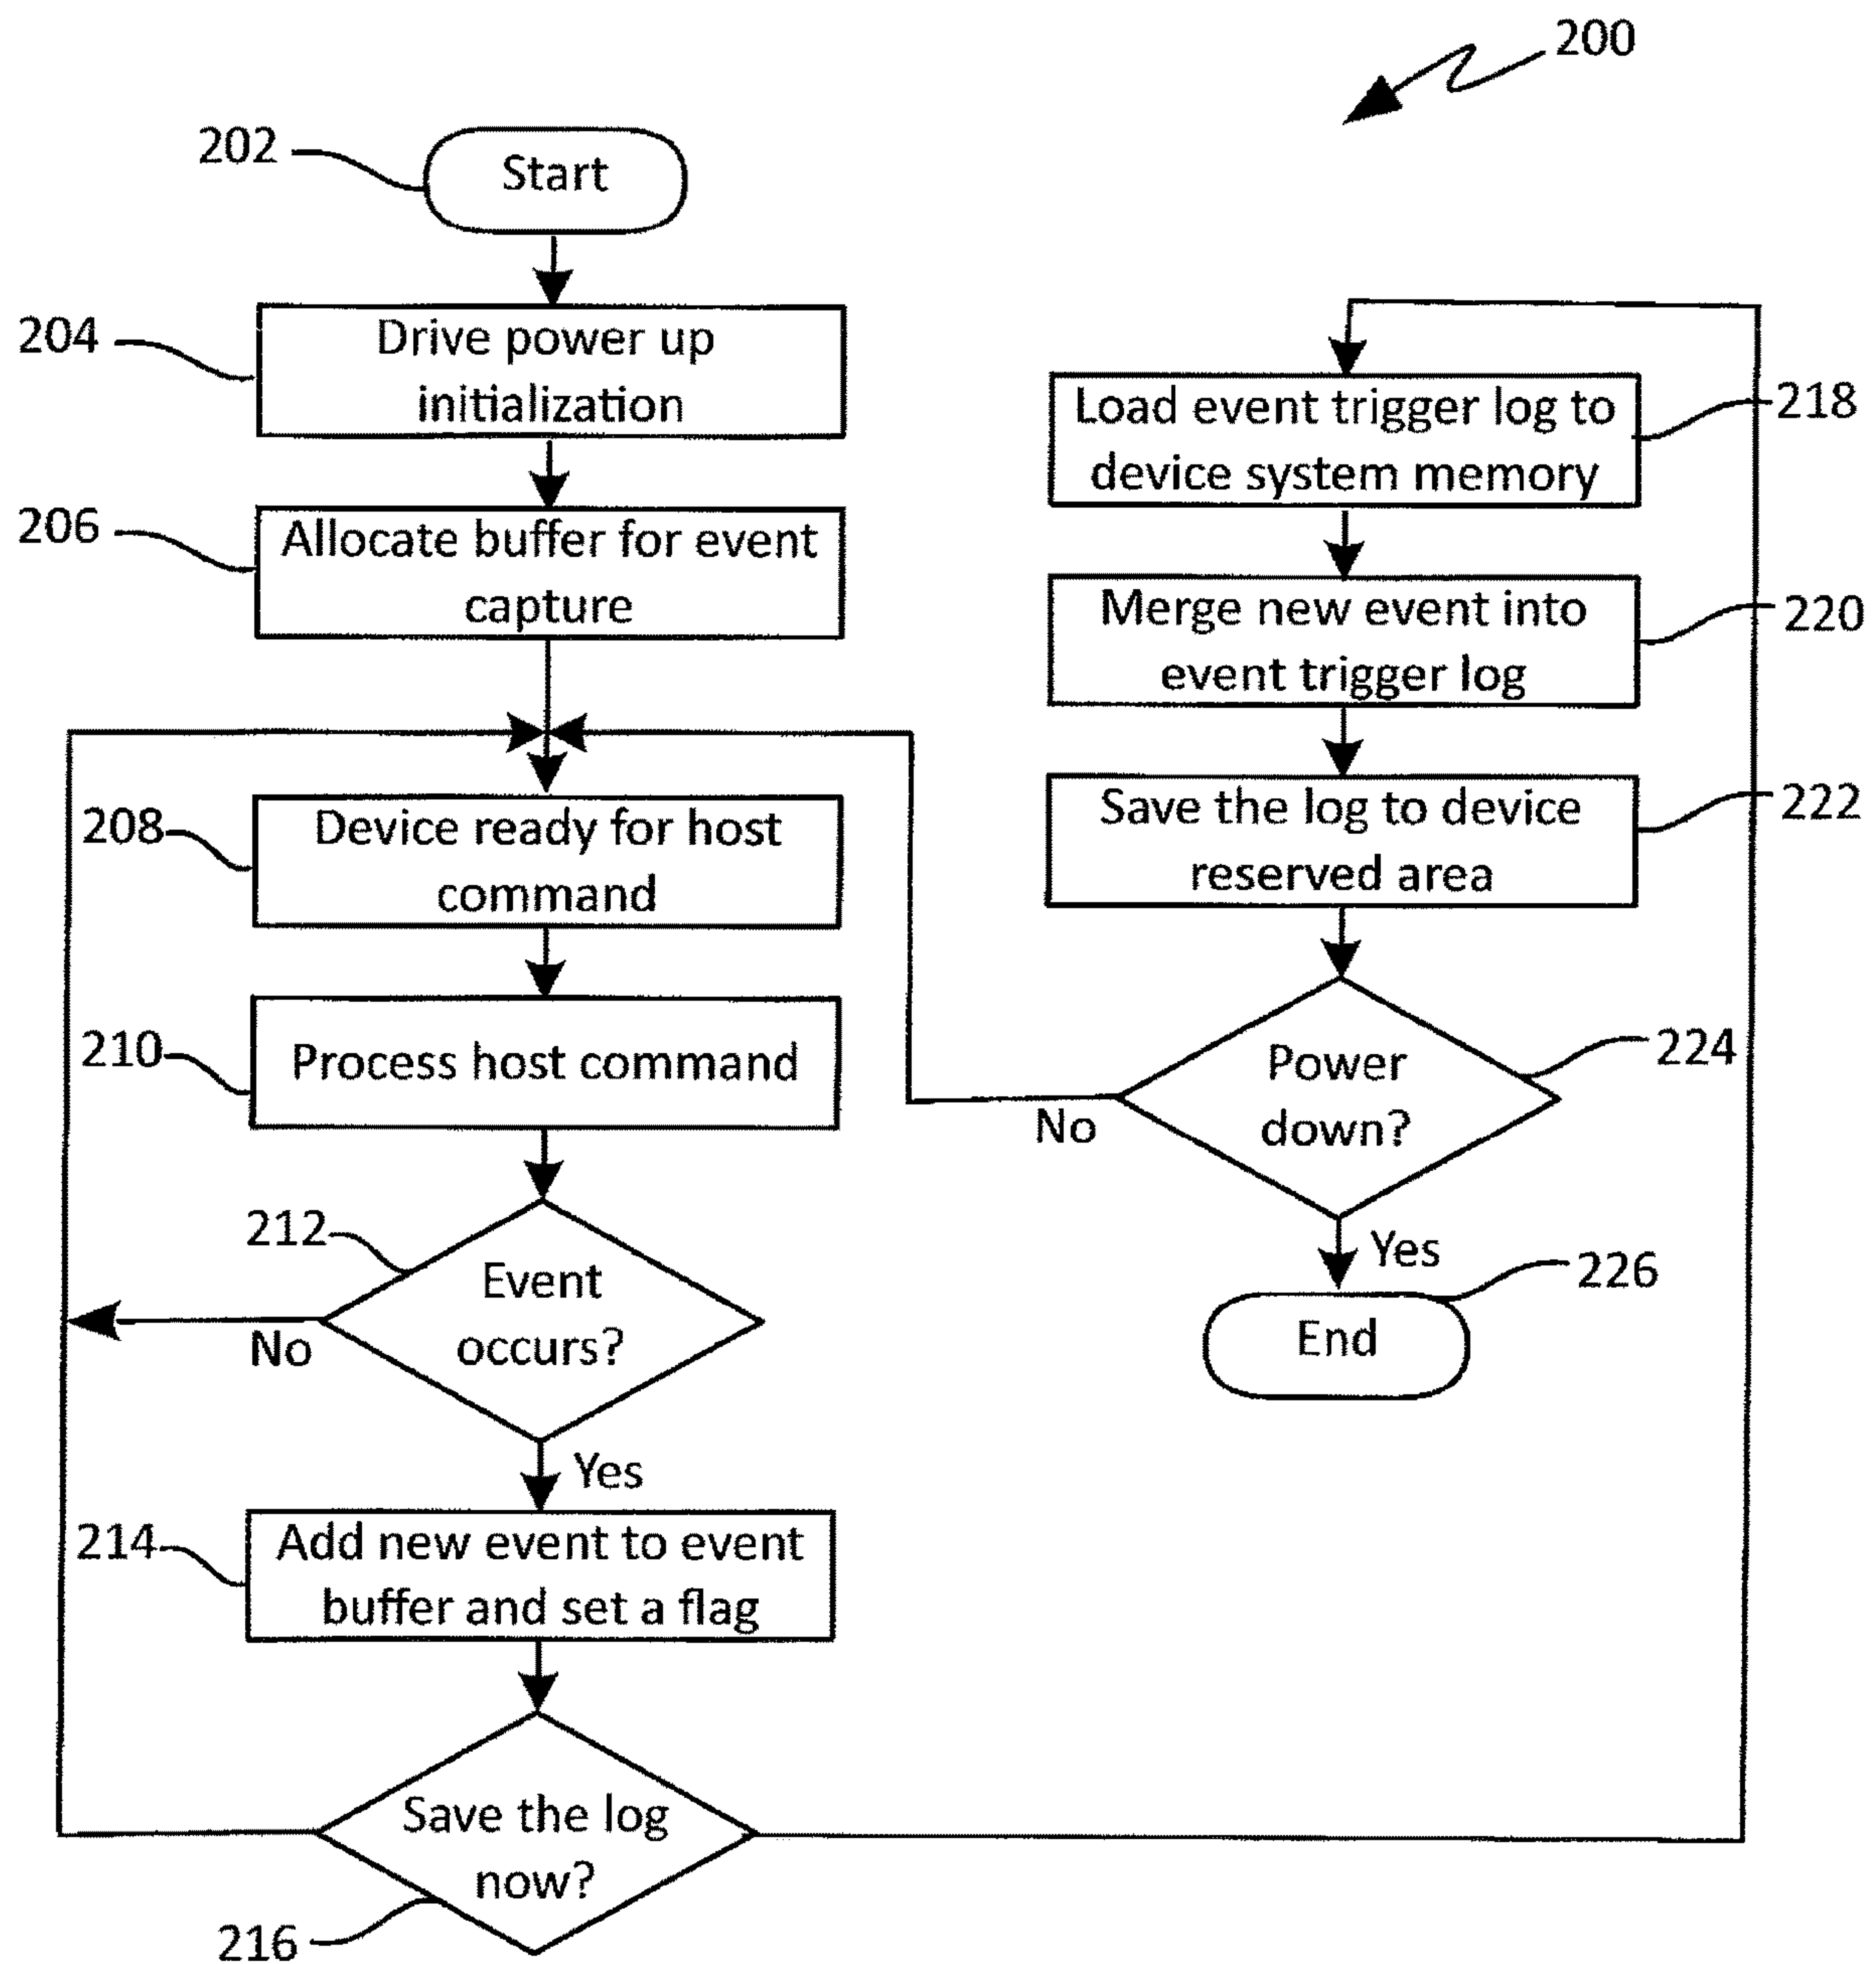 200
202
Start
204
Drive power up
initialization
206
Allocate buffer for event
capture
208
Device ready for host
command
210
Process host command
212
Event
occurs?
No
Yes
214
Add new event to event
buffer and set a flag
Save the log
now?
216
Load event trigger log to
device system memory
218
Merge new event into
event trigger log
220
Save the log to device
reserved area
222
Power
down?
224
No
Yes
226
End